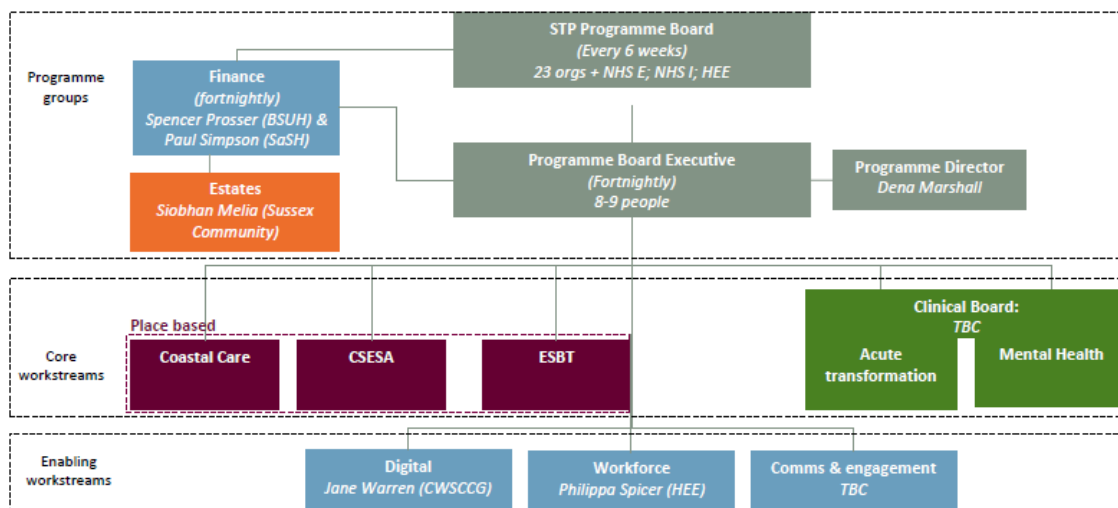 STP Programme Board
(Every 6 weeks)
23 orgs + NHS E; NHS I; HEE
Programme
groups
Finance
(fortnightly)
Spencer Prosser (BSUH) &
Paul Simpson (SaSH)
Programme Board Executive
(Fortnightly)
8-9 people
Programme Director
Dena Marshall
Estates
Siobhan Melia (Sussex
Community)
Core
workstreams
Place based
Coastal Care
CSESA
ESBT
Clinical Board:
TBC
Acute
transformation
Mental Health
Enabling
workstreams
Digital
Jane Warren (CWSCCG)
Workforce
Philippa Spicer (HEE)
Comms & engagement
TBC